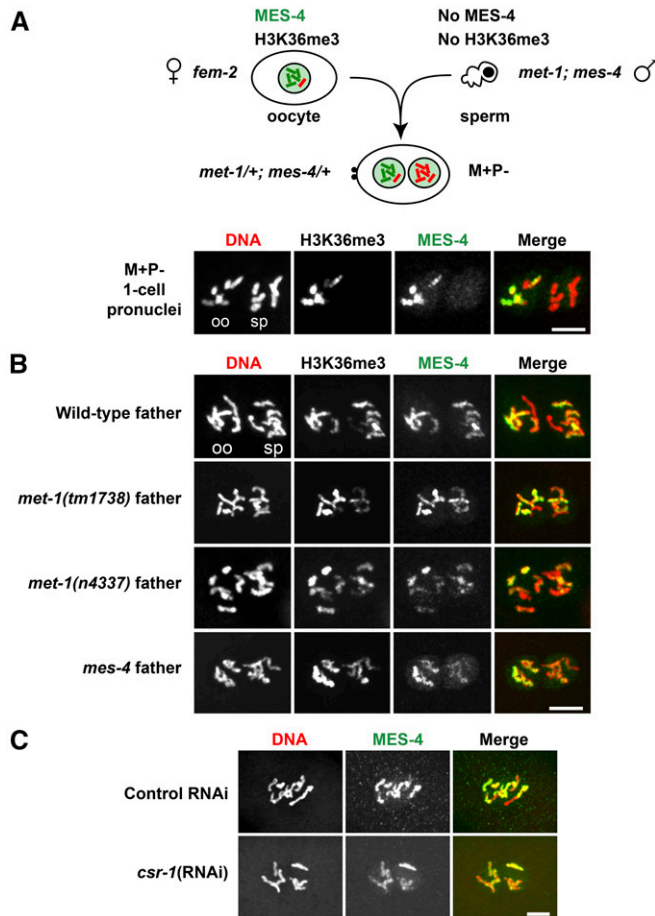 A
MES-4
H3K36me3
No MES-4
No H3K36me3
♀ fem-2
met-1; mes-4 ♂
oocyte
sperm
met-1/+; mes-4/+
M+P-
DNA H3K36me3 MES-4 Merge
M+P-
1-cell
pronuclei
oo sp
B
DNA H3K36me3 MES-4 Merge
Wild-type father
oo sp
met-1(tm1738) father
met-1(n4337) father
mes-4 father
C
DNA MES-4 Merge
Control RNAi
csr-1(RNAi)